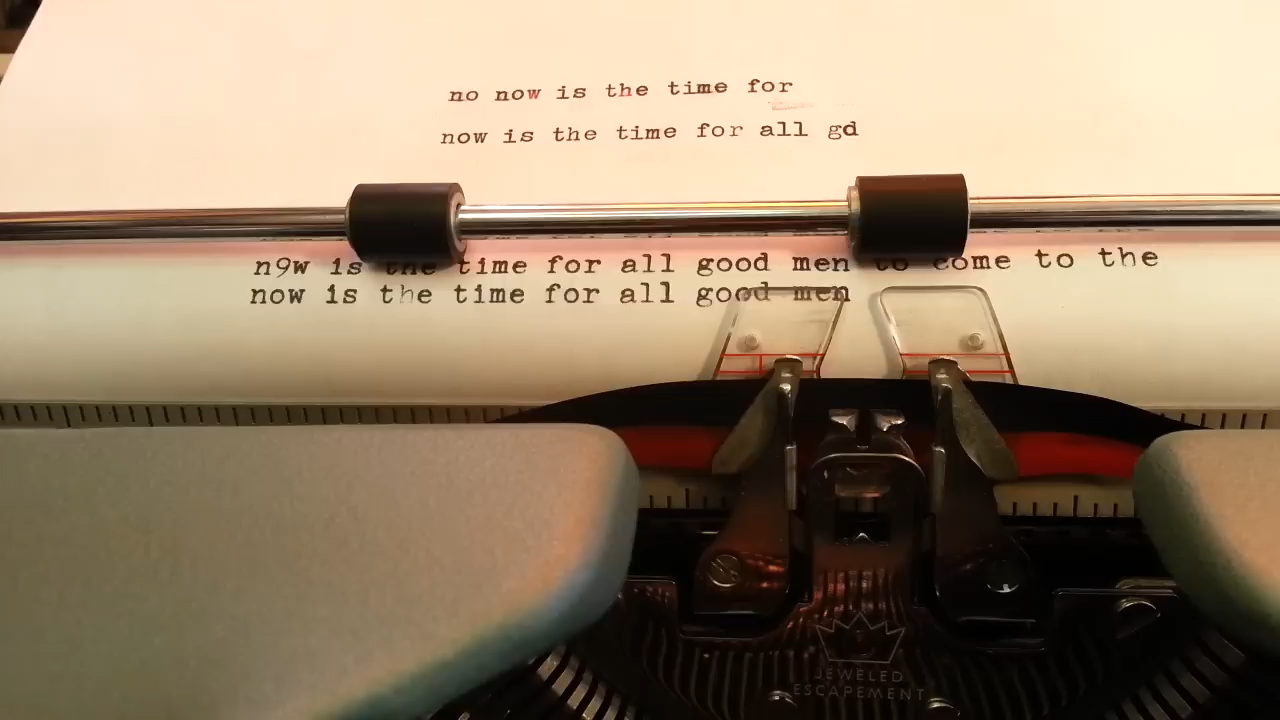 no now is the time for
now is the time for all gd
n9w is the time for all good men to come to the
now is the time for all good men
JEWELED
ESCAPEMENT